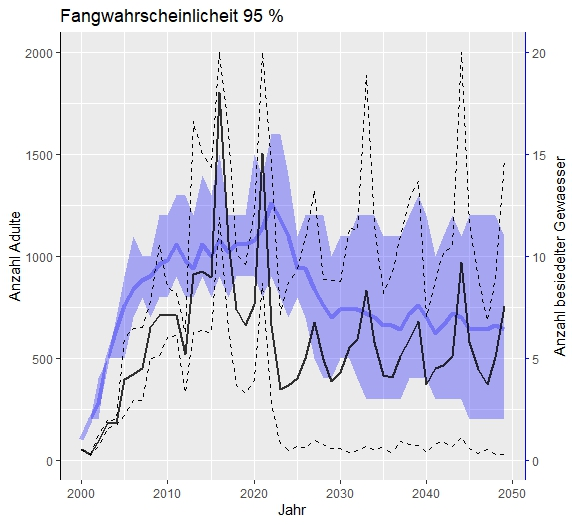 Fangwahrscheinlicheit 95 %
2000
1500
1000
500
0
Anzahl Adulte
20
15
10
5
0
Anzahl besiedelter Gewaesser
2000 2010 2020 2030 2040 2050
Jahr